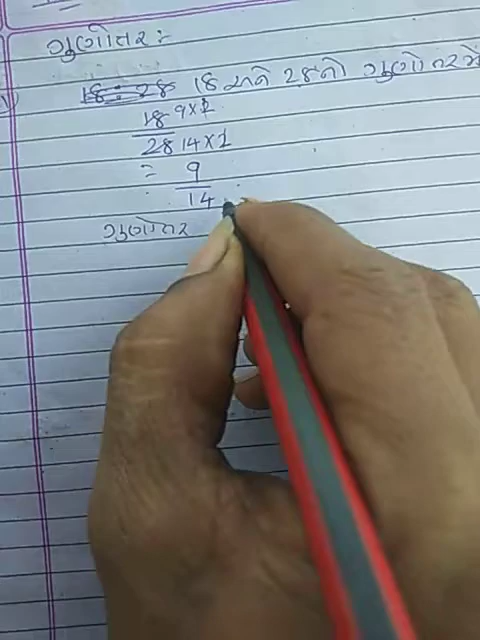 ગુણોત્તર :-
18 : 28 18 અને 28નો ગુણોત્તર
18 9×2
28 14×2
= 9
14
ગુણોત્તર